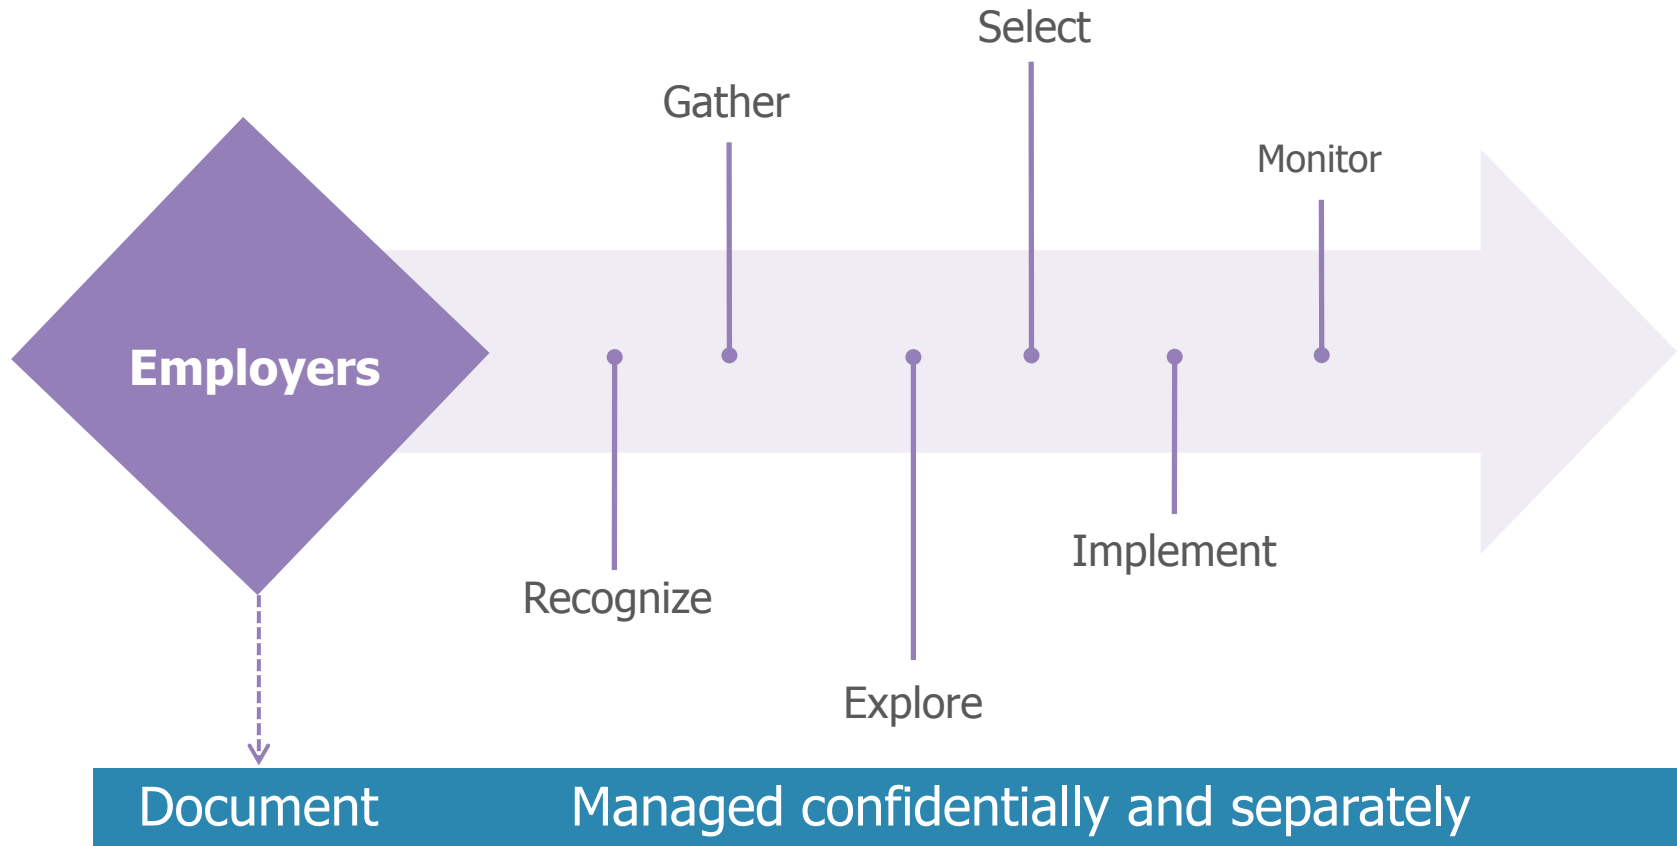 Select
Gather
Monitor
Employers
Implement
Recognize
Explore
Document
Managed confidentially and separately